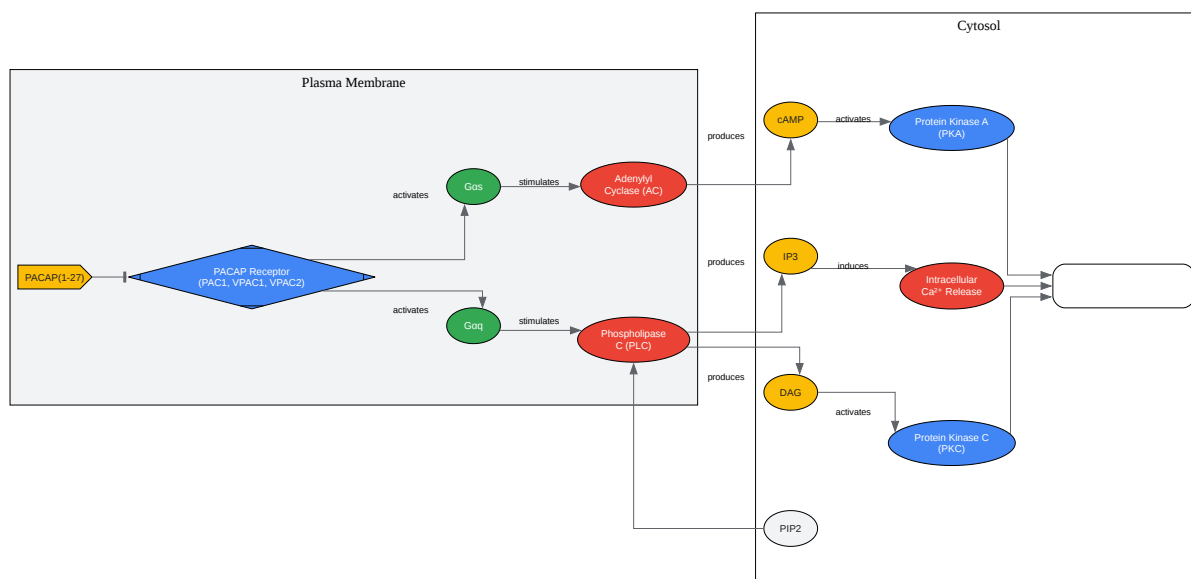 Cytosol
Plasma Membrane
cAMP
activates
Protein Kinase A
(PKA)
produces
Gαs
stimulates
Adenylyl
Cyclase (AC)
activates
PACAP(1-27)
PACAP Receptor
(PAC1, VPAC1, VPAC2)
produces
IP3
induces
Intracellular
Ca²⁺ Release
activates
Gαq
stimulates
Phospholipase
C (PLC)
produces
DAG
activates
Protein Kinase C
(PKC)
PIP2